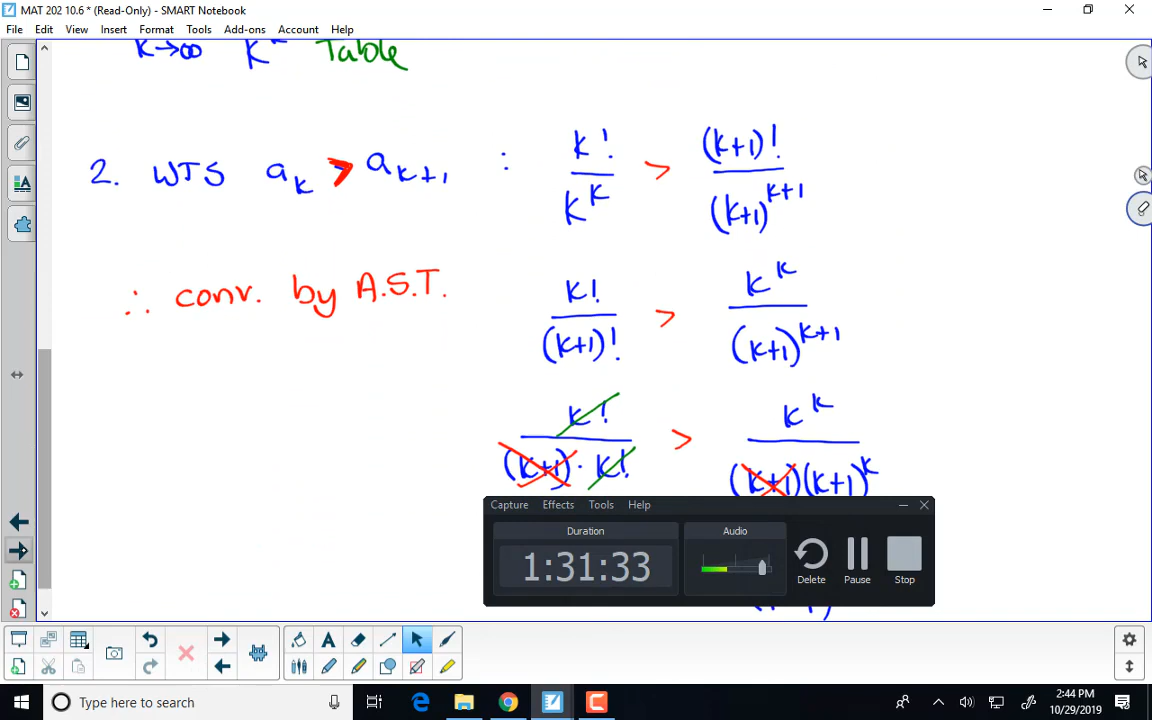 MAT 202 10.6 * (Read-Only) - SMART Notebook
File Edit View Insert Format Tools Add-ons Account Help
k→∞ k^k Table
2. WTS a_k > a_{k+1} : k!/k^k > (k+1)!/(k+1)^{k+1}
∴ conv. by A.S.T.
k!/(k+1)! > k^k/(k+1)^{k+1}
k!/((k+1)·k!) > k^k/((k+1)(k+1)^k)
Capture Effects Tools Help
Duration Audio
1:31:33
Delete Pause Stop
Type here to search
2:44 PM
10/29/2019